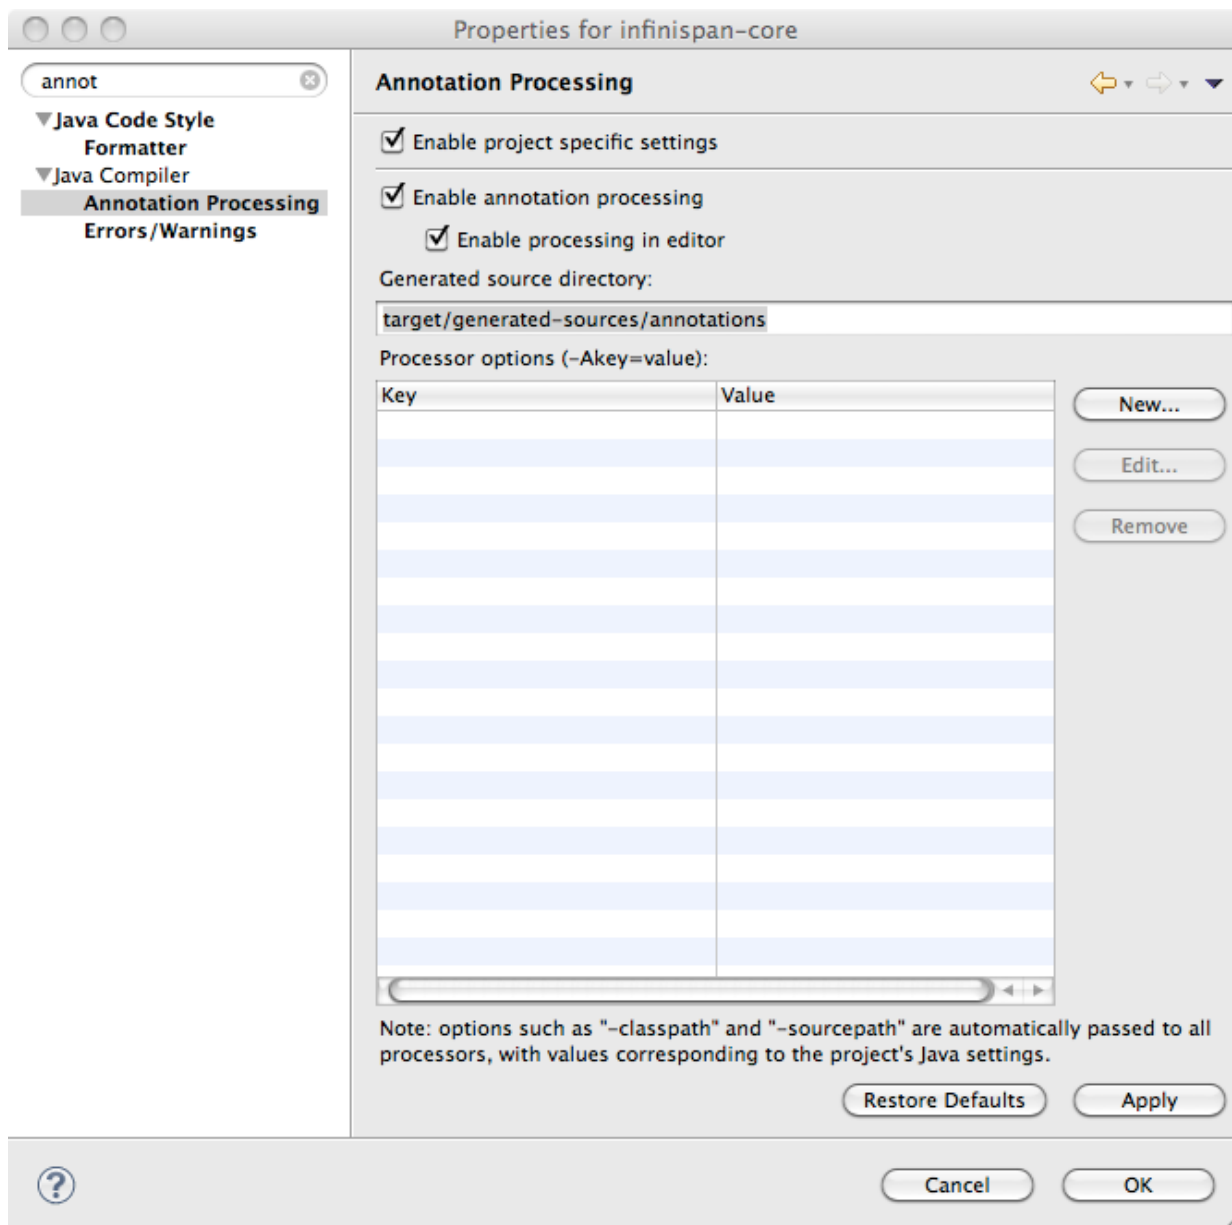 Properties for infinispan-core
annot
Java Code Style
Formatter
Java Compiler
Annotation Processing
Errors/Warnings
Annotation Processing
Enable project specific settings
Enable annotation processing
Enable processing in editor
Generated source directory:
target/generated-sources/annotations
Processor options (-Akey=value):
Key Value
New...
Edit...
Remove
Note: options such as "-classpath" and "-sourcepath" are automatically passed to all
processors, with values corresponding to the project's Java settings.
Restore Defaults Apply
? Cancel OK